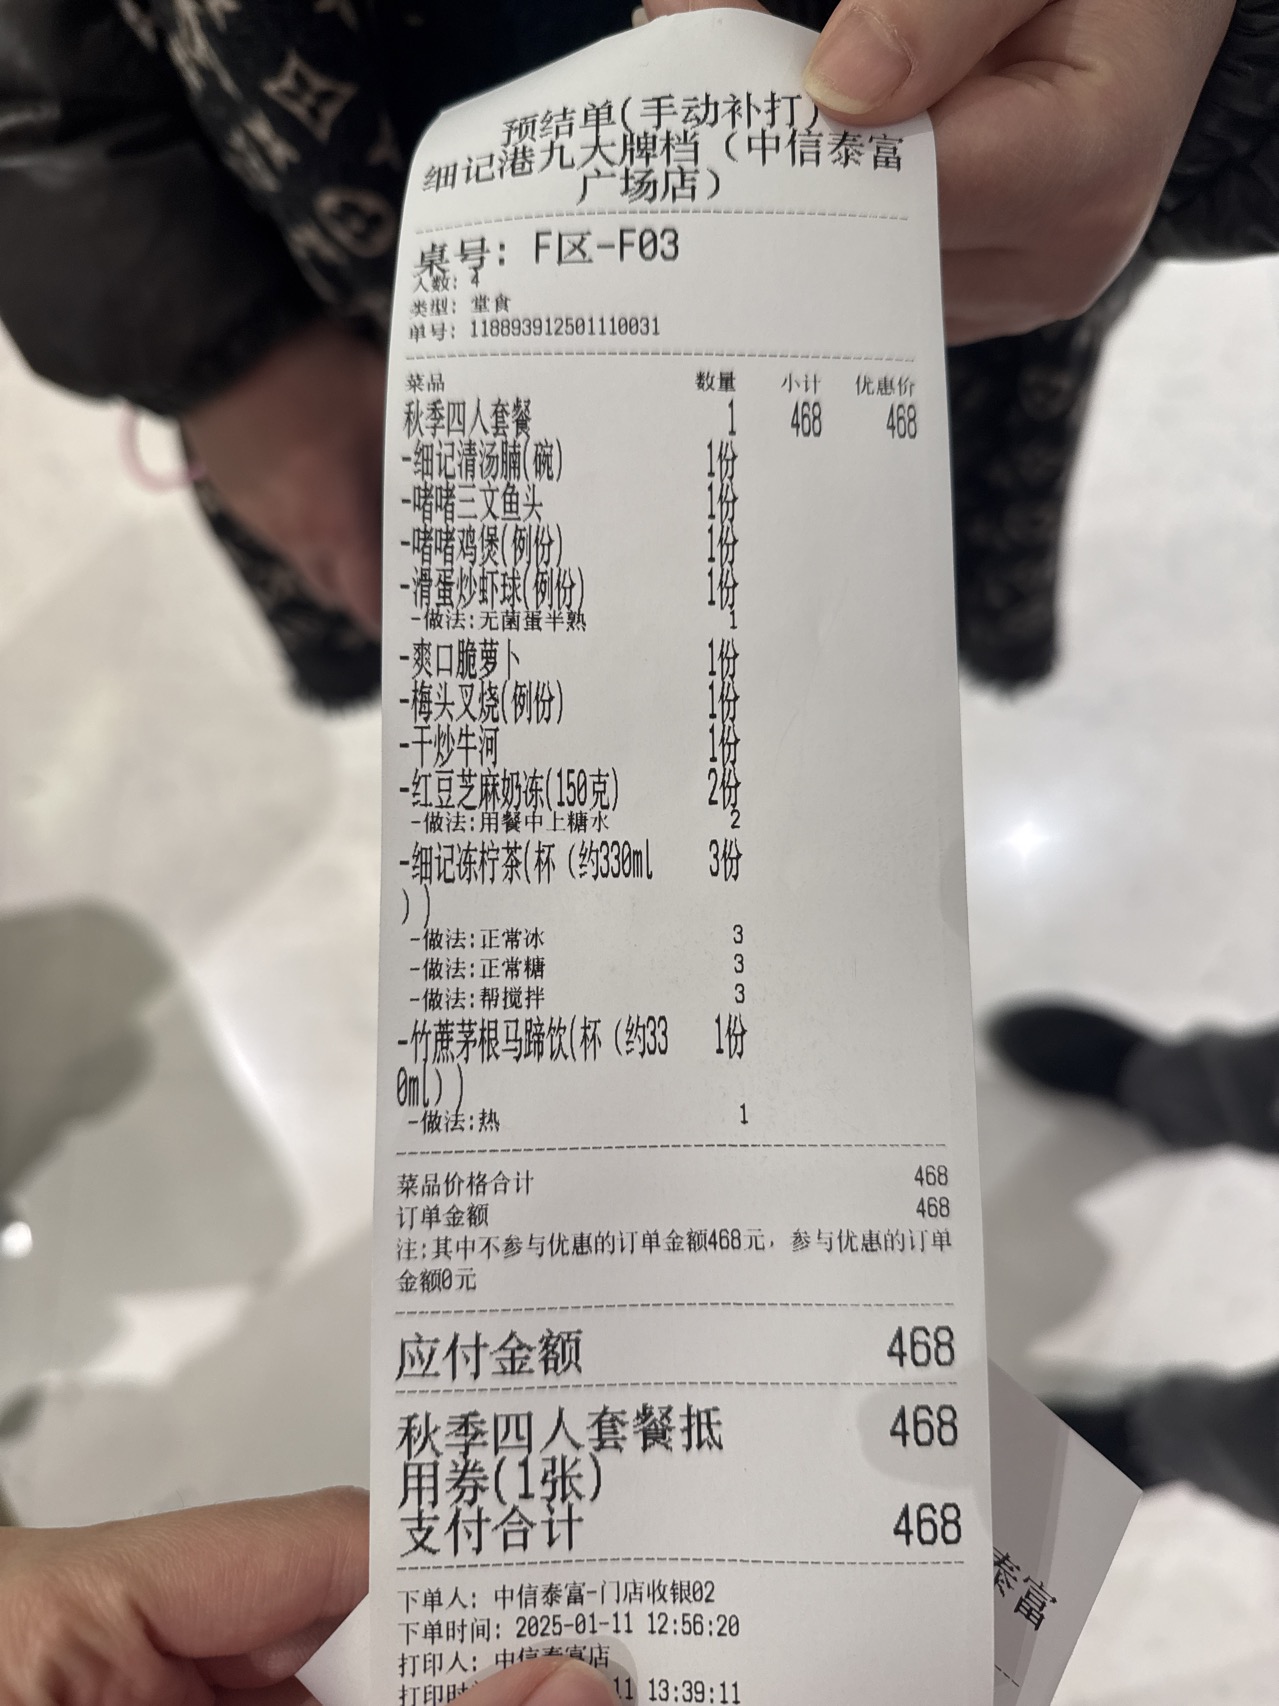 预结单(手动补打)
细记港九大牌档（中信泰富
广场店）
桌号: F区-F03
人数: 4
类型: 堂食
单号: 118893912501110031
菜品 数量 小计 优惠价
秋季四人套餐 1 468 468
-细记清汤腩(碗) 1份
-啫啫三文鱼头 1份
-啫啫鸡煲(例份) 1份
-滑蛋炒虾球(例份) 1份
-做法:无菌蛋半熟 1
-爽口脆萝卜 1份
-梅头叉烧(例份) 1份
-干炒牛河 1份
-红豆芝麻奶冻(150克) 2份
-做法:用餐中上糖水 2
-细记冻柠茶(杯（约330ml 3份
）)
-做法:正常冰 3
-做法:正常糖 3
-做法:帮搅拌 3
-竹蔗茅根马蹄饮(杯（约33 1份
0ml）)
-做法:热 1
菜品价格合计 468
订单金额 468
注:其中不参与优惠的订单金额468元，参与优惠的订单
金额0元
应付金额 468
秋季四人套餐抵 468
用券(1张)
支付合计 468
下单人: 中信泰富-门店收银02
下单时间: 2025-01-11 12:56:20
打印人: 中信泰富店
打印时 11 13:39:11
泰富